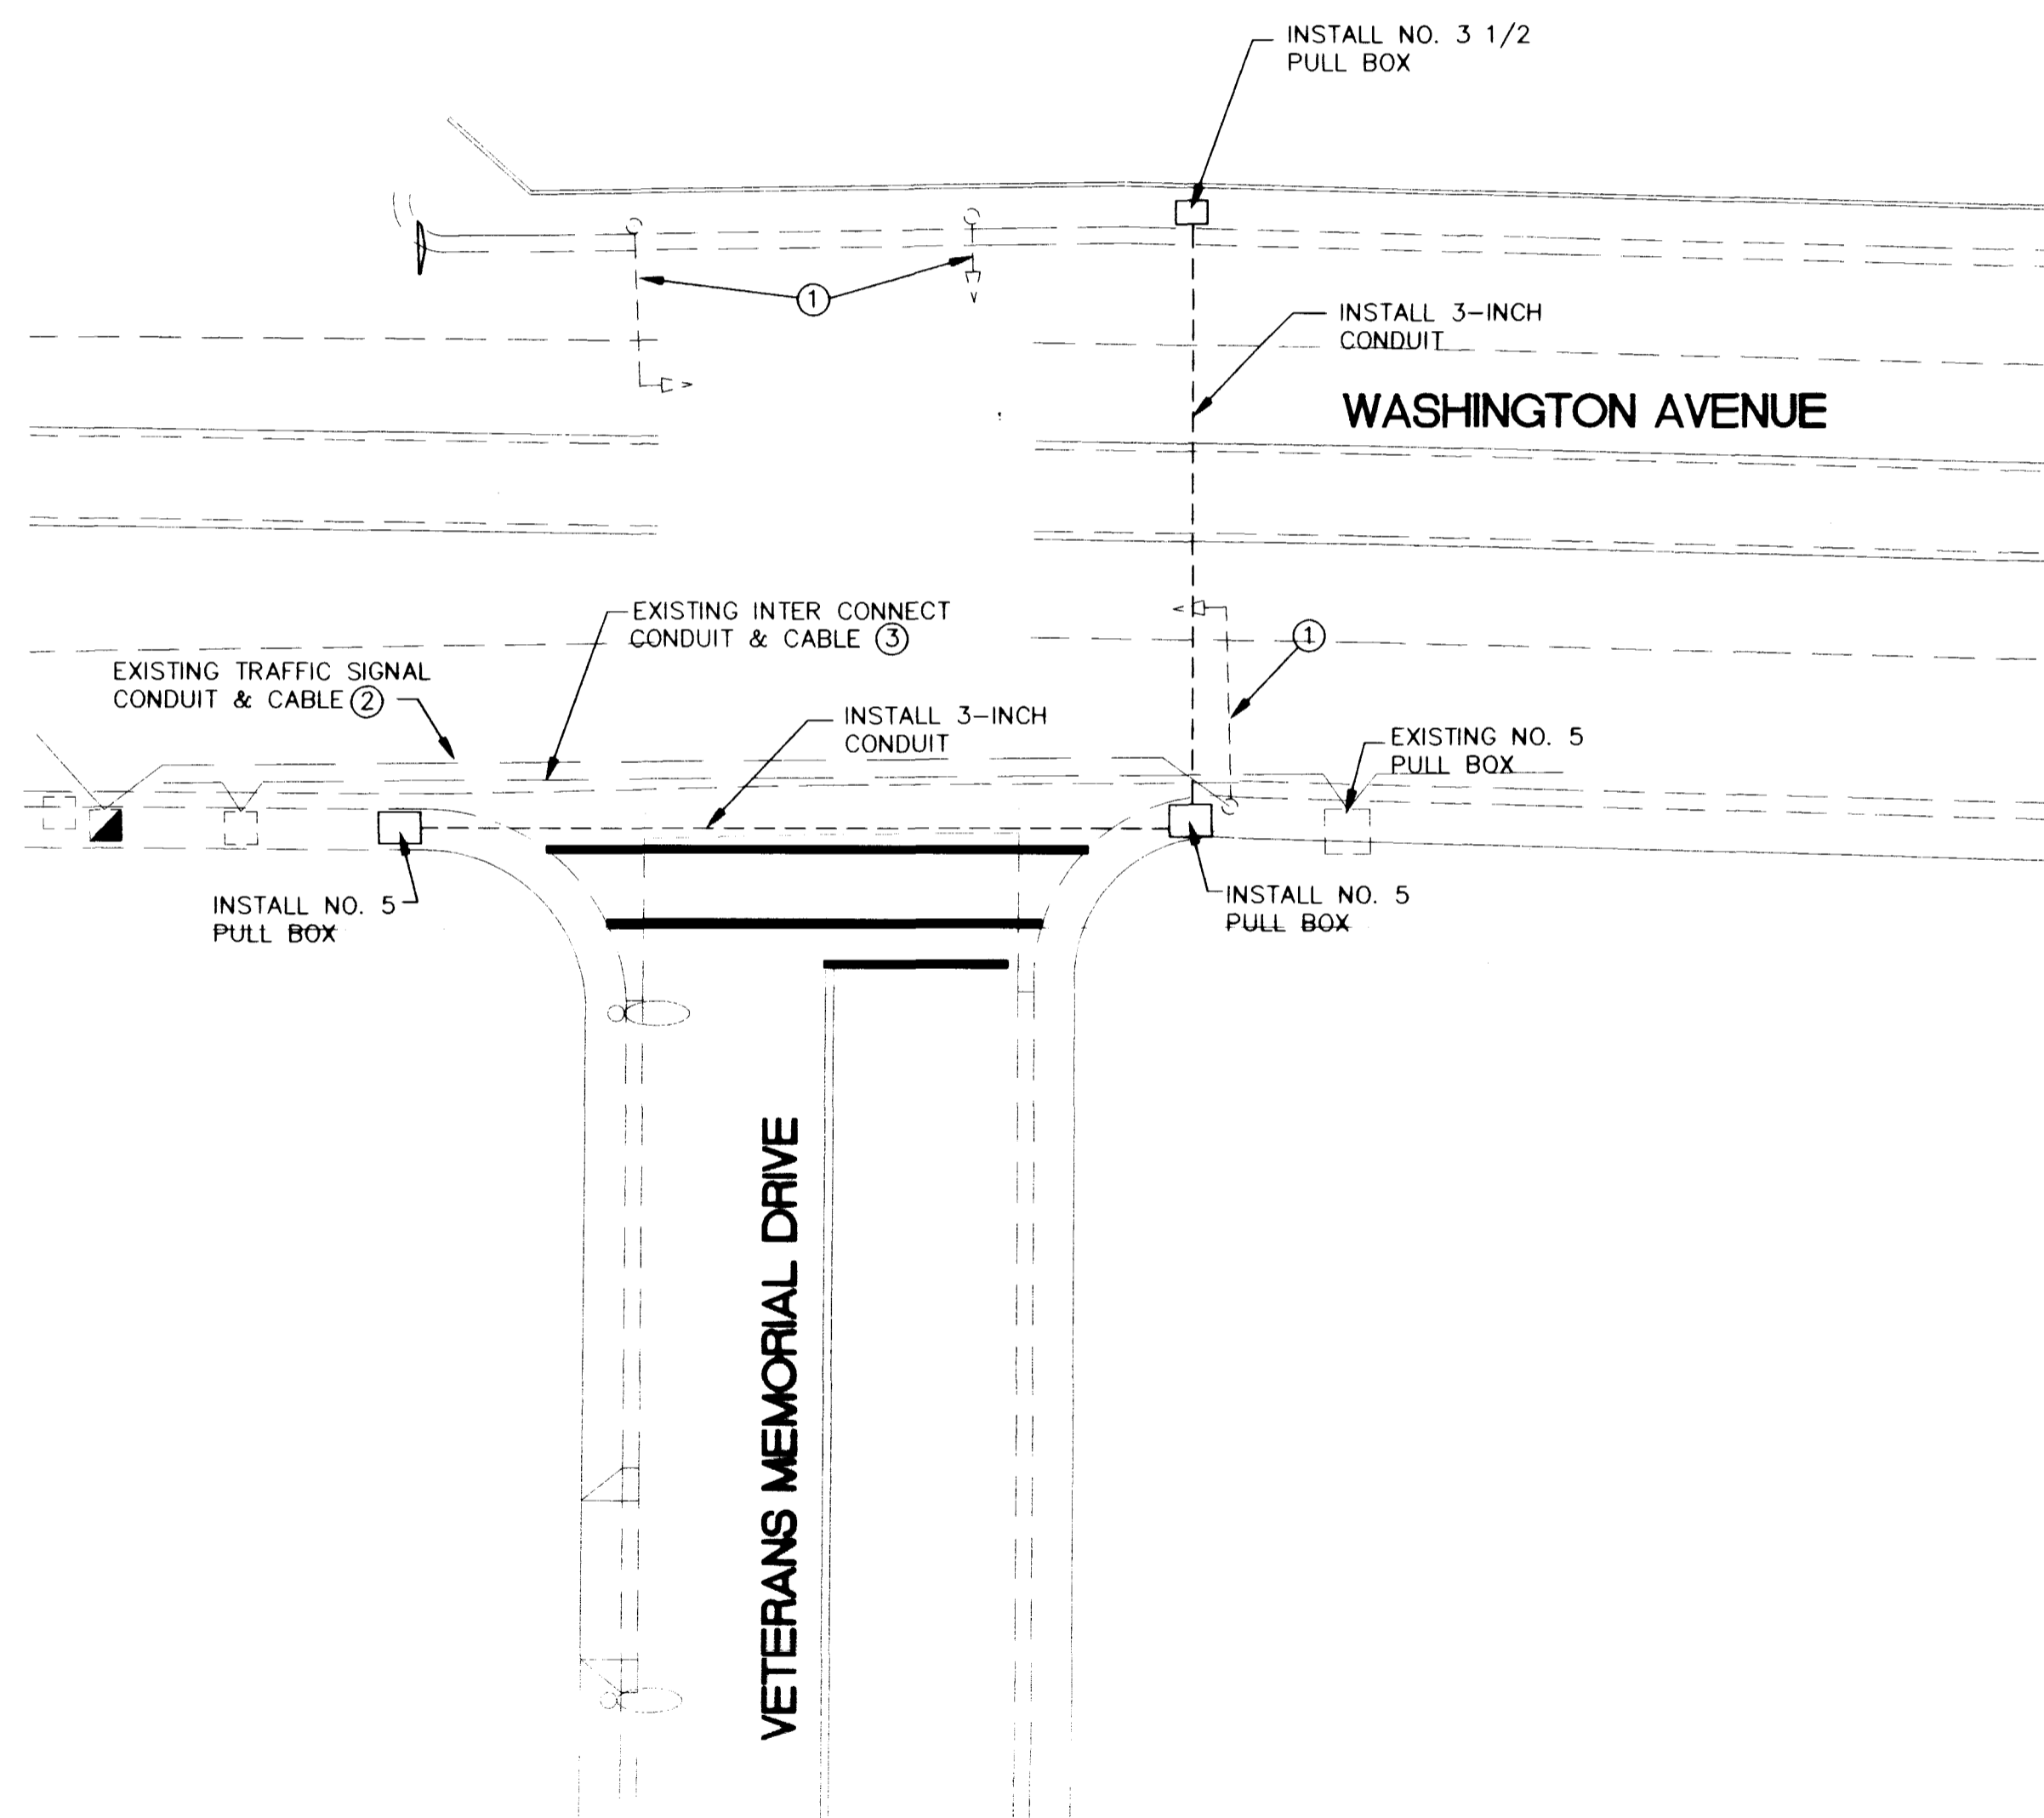 INSTALL NO. 3 1/2
PULL BOX
1
INSTALL 3-INCH
CONDUIT
WASHINGTON AVENUE
EXISTING INTER CONNECT
CONDUIT & CABLE 3
1
EXISTING TRAFFIC SIGNAL
CONDUIT & CABLE 2
INSTALL 3-INCH
CONDUIT
EXISTING NO. 5
PULL BOX
INSTALL NO. 5
PULL BOX
INSTALL NO. 5
PULL BOX
VETERANS MEMORIAL DRIVE